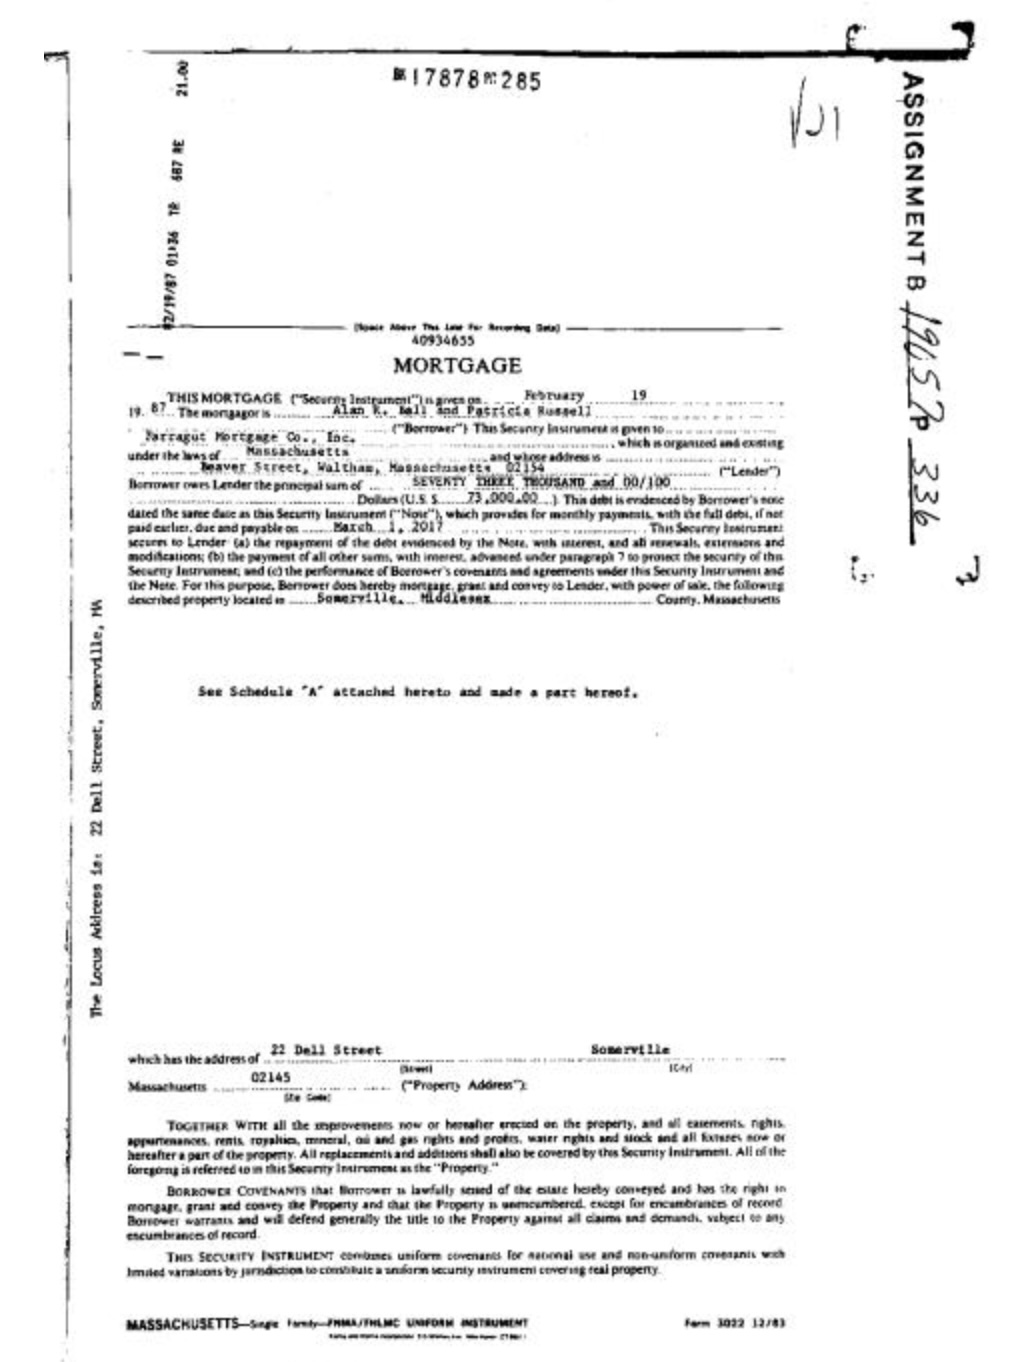 17878 285
21.00
02/19/87 01:36 TR 687 RE
ASSIGNMENT B P 336
(Space Above This Line For Recording Data)
40934655
MORTGAGE
THIS MORTGAGE ("Security Instrument") is given on February 19
19 87 The mortgagor is Alan K. Ball and Patricia Russell
("Borrower") This Security Instrument is given to
Farragut Mortgage Co., Inc. , which is organized and existing
under the laws of Massachusetts and whose address is
Beaver Street, Waltham, Massachusetts 02154 ("Lender")
Borrower owes Lender the principal sum of SEVENTY THREE THOUSAND and 00/100
Dollars (U.S. $ 73,000.00 ). This debt is evidenced by Borrower's note
dated the same date as this Security Instrument ("Note"), which provides for monthly payments, with the full debt, if not
paid earlier, due and payable on March 1, 2017 This Security Instrument
secures to Lender (a) the repayment of the debt evidenced by the Note, with interest, and all renewals, extensions and
modifications; (b) the payment of all other sums, with interest, advanced under paragraph 7 to protect the security of this
Security Instrument; and (c) the performance of Borrower's covenants and agreements under this Security Instrument and
the Note. For this purpose, Borrower does hereby mortgage, grant and convey to Lender, with power of sale, the following
described property located in Somerville, Middlesex County, Massachusetts
See Schedule "A" attached hereto and made a part hereof.
The Locus Address is: 22 Dell Street, Somerville, MA
which has the address of 22 Dell Street Somerville
(Street) (City)
Massachusetts 02145 ("Property Address");
(Zip Code)
TOGETHER WITH all the improvements now or hereafter erected on the property, and all easements, rights,
appurtenances, rents, royalties, mineral, oil and gas rights and profits, water rights and stock and all fixtures now or
hereafter a part of the property. All replacements and additions shall also be covered by this Security Instrument. All of the
foregoing is referred to in this Security Instrument as the "Property."
BORROWER COVENANTS that Borrower is lawfully seised of the estate hereby conveyed and has the right to
mortgage, grant and convey the Property and that the Property is unencumbered, except for encumbrances of record.
Borrower warrants and will defend generally the title to the Property against all claims and demands, subject to any
encumbrances of record.
THIS SECURITY INSTRUMENT combines uniform covenants for national use and non-uniform covenants with
limited variations by jurisdiction to constitute a uniform security instrument covering real property.
MASSACHUSETTS—Single Family—FNMA/FHLMC UNIFORM INSTRUMENT Form 3022 12/83